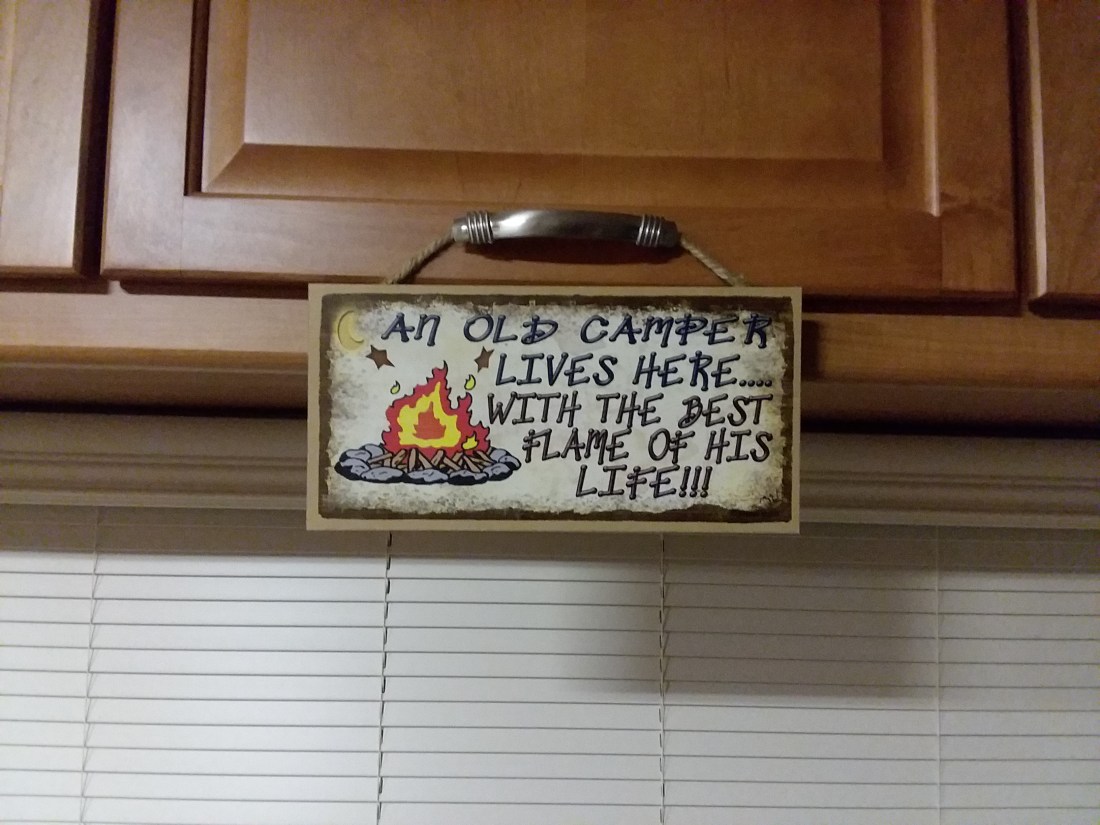 AN OLD CAMPER
LIVES HERE....
WITH THE BEST
FLAME OF HIS
LIFE!!!